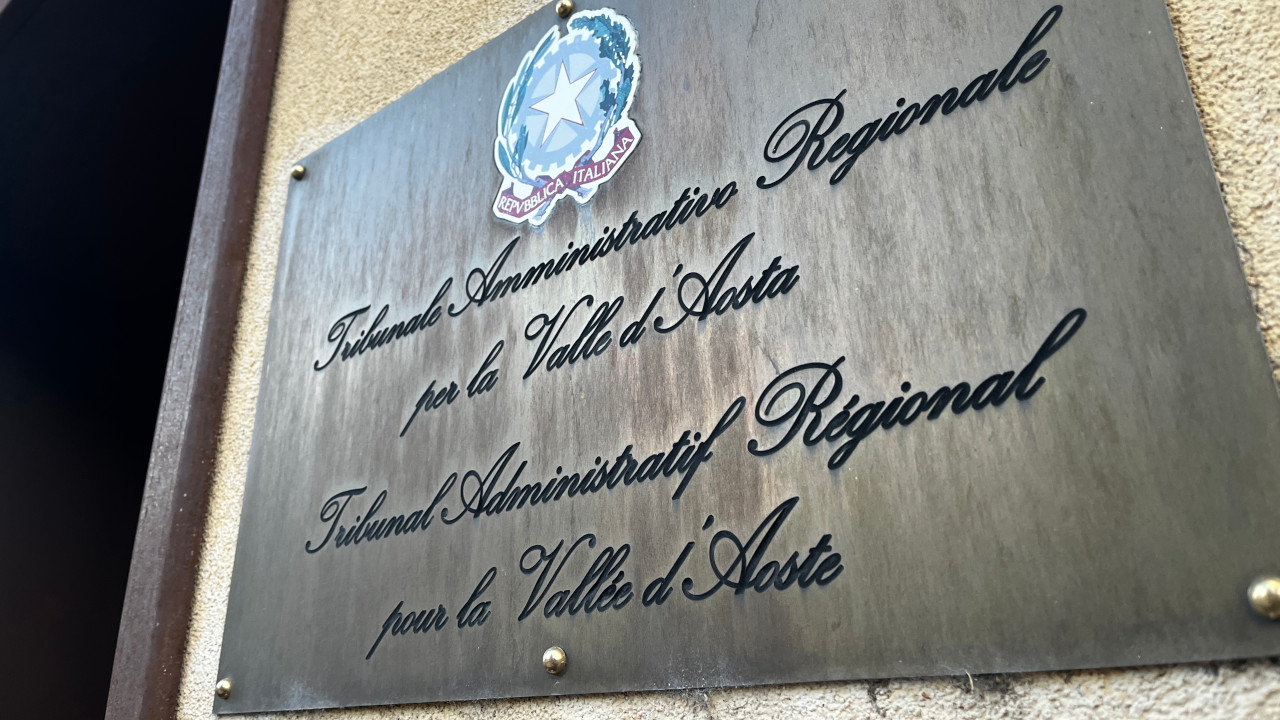 REPVBBLICA ITALIANA
Tribunale Amministrativo Regionale
per la Valle d'Aosta
Tribunal Administratif Régional
pour la Vallée d'Aoste